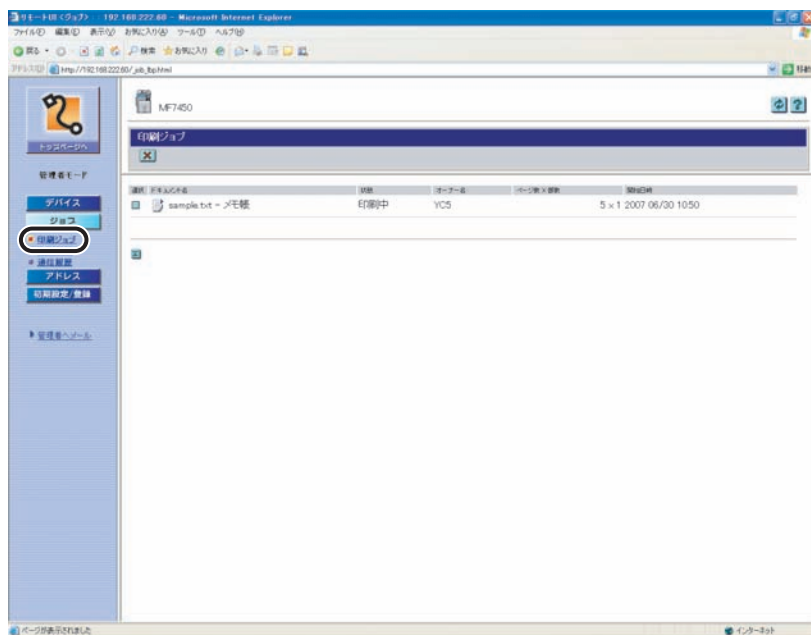 リモートUI <ジョブ> : 192.168.222.60 - Microsoft Internet Explorer
ファイル(F) 編集(E) 表示(V) お気に入り(A) ツール(T) ヘルプ(H)
戻る 検索 お気に入り
アドレス(D) http://192.168.222.60/ 移動
トップページへ
MF7450
印刷ジョブ
管理者モード
選択 ドキュメント名 状態 オーナー名 ページ数×部数 開始日時
sample.txt - メモ帳 印刷中 YC5 5 × 1 2007 06/30 10:50
デバイス
ジョブ
印刷ジョブ
通信履歴
アドレス
初期設定/登録
管理者へメール
ページが表示されました インターネット